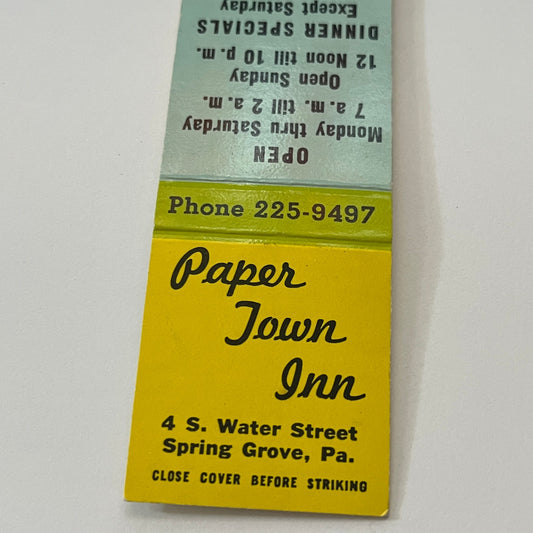 Paper
Town
Inn
4 S. Water Street
Spring Grove, Pa.
CLOSE COVER BEFORE STRIKING
Phone 225-9497
OPEN
Monday thru Saturday
7 a.m. till 2 a.m.
Open Sunday
12 Noon till 10 p.m.
DINNER SPECIALS
Except Saturday